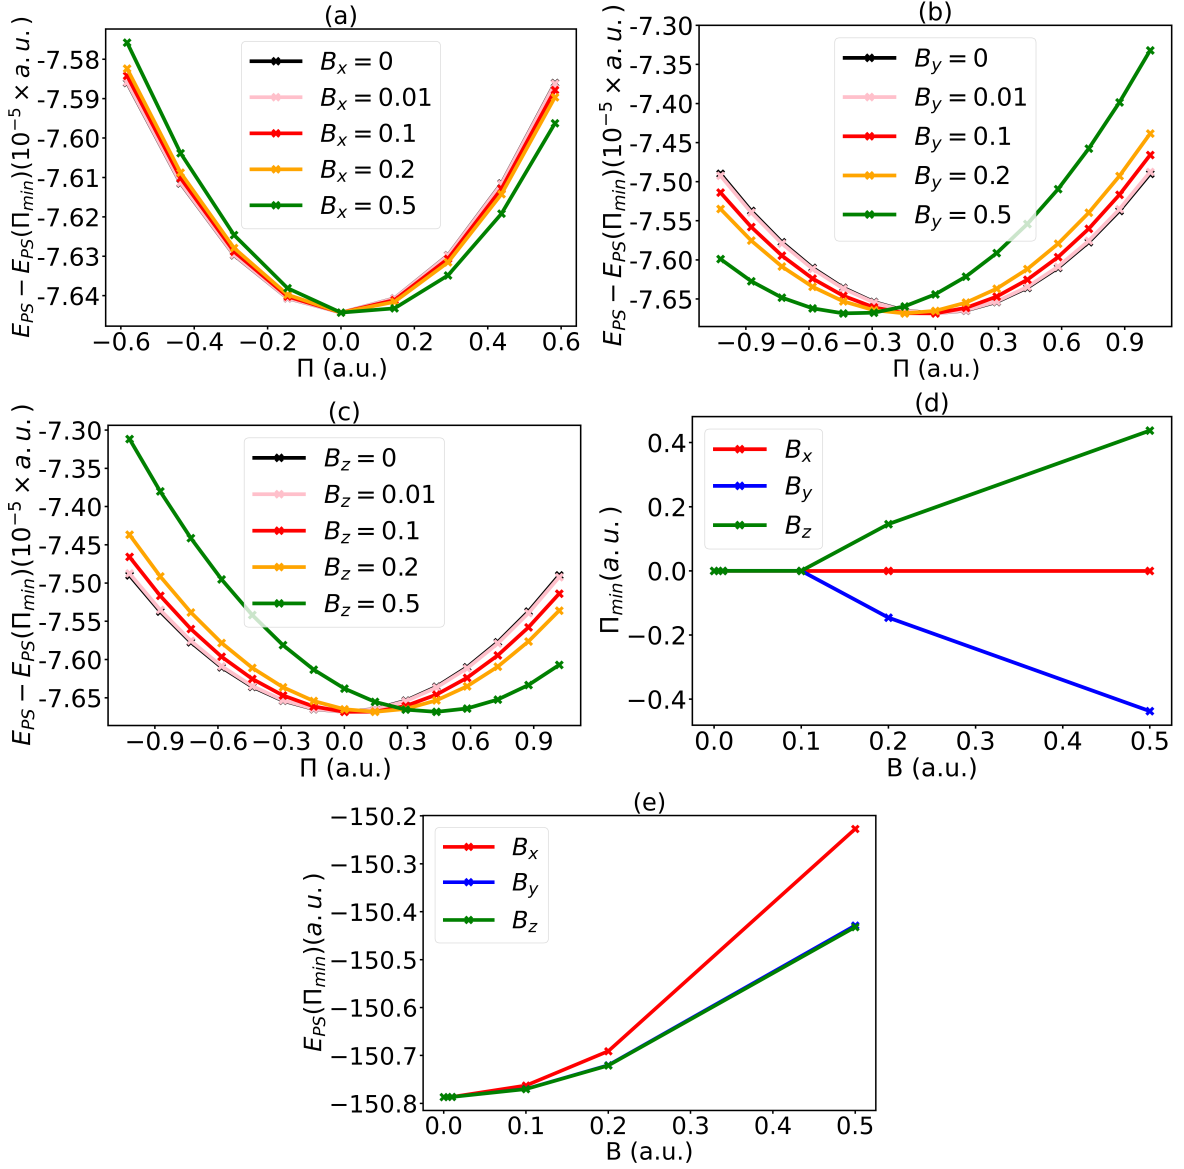 (a)
E_PS − E_PS(Π_min)(10^−5 × a.u.)
-7.58
-7.59
-7.60
-7.61
-7.62
-7.63
-7.64
B_x = 0
B_x = 0.01
B_x = 0.1
B_x = 0.2
B_x = 0.5
−0.6 −0.4 −0.2 0.0 0.2 0.4 0.6
Π (a.u.)
(b)
E_PS − E_PS(Π_min)(10^−5 × a.u.)
-7.30
-7.35
-7.40
-7.45
-7.50
-7.55
-7.60
-7.65
B_y = 0
B_y = 0.01
B_y = 0.1
B_y = 0.2
B_y = 0.5
−0.9 −0.6 −0.3 0.0 0.3 0.6 0.9
Π (a.u.)
(c)
E_PS − E_PS(Π_min)(10^−5 × a.u.)
-7.30
-7.35
-7.40
-7.45
-7.50
-7.55
-7.60
-7.65
B_z = 0
B_z = 0.01
B_z = 0.1
B_z = 0.2
B_z = 0.5
−0.9 −0.6 −0.3 0.0 0.3 0.6 0.9
Π (a.u.)
(d)
Π_min(a.u.)
0.4
0.2
0.0
−0.2
−0.4
B_x
B_y
B_z
0.0 0.1 0.2 0.3 0.4 0.5
B (a.u.)
(e)
E_PS(Π_min)(a.u.)
−150.2
−150.3
−150.4
−150.5
−150.6
−150.7
−150.8
B_x
B_y
B_z
0.0 0.1 0.2 0.3 0.4 0.5
B (a.u.)